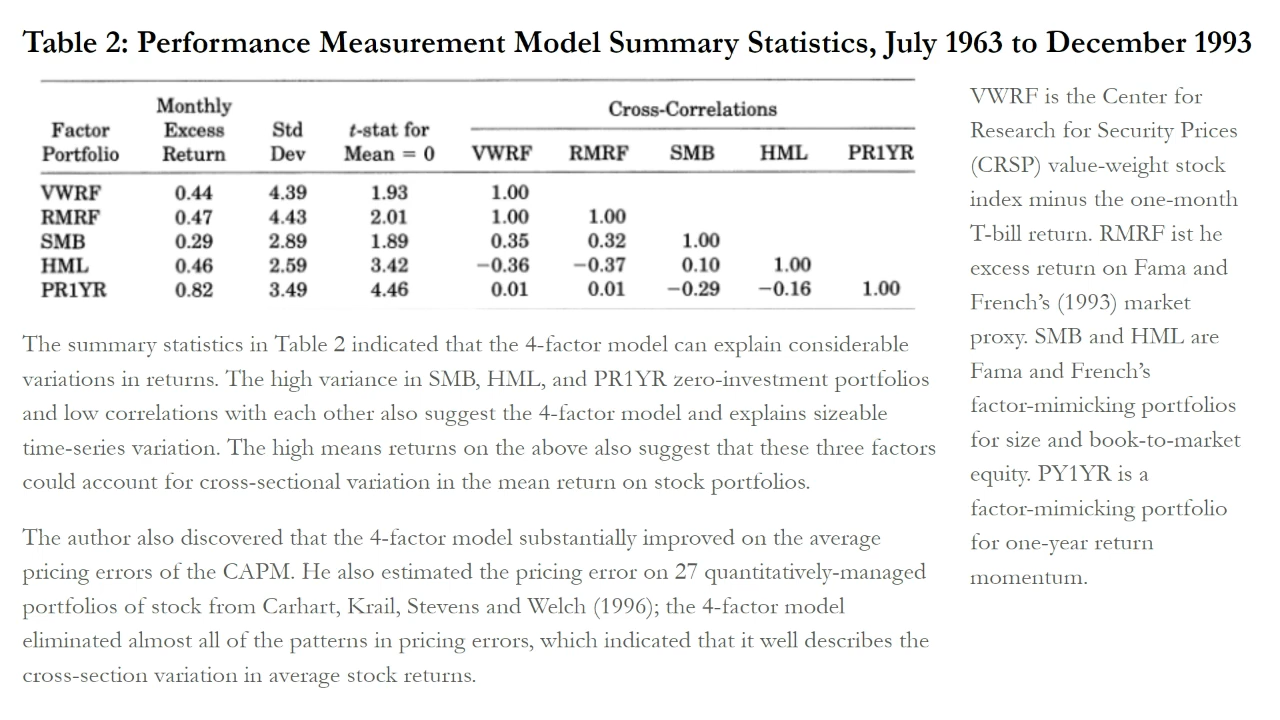 Table 2: Performance Measurement Model Summary Statistics, July 1963 to December 1993
Monthly
Cross-Correlations
Factor Excess Std t-stat for
Portfolio Return Dev Mean = 0 VWRF RMRF SMB HML PR1YR
VWRF 0.44 4.39 1.93 1.00
RMRF 0.47 4.43 2.01 1.00 1.00
SMB 0.29 2.89 1.89 0.35 0.32 1.00
HML 0.46 2.59 3.42 −0.36 −0.37 0.10 1.00
PR1YR 0.82 3.49 4.46 0.01 0.01 −0.29 −0.16 1.00
The summary statistics in Table 2 indicated that the 4-factor model can explain considerable
variations in returns. The high variance in SMB, HML, and PR1YR zero-investment portfolios
and low correlations with each other also suggest the 4-factor model and explains sizeable
time-series variation. The high means returns on the above also suggest that these three factors
could account for cross-sectional variation in the mean return on stock portfolios.
The author also discovered that the 4-factor model substantially improved on the average
pricing errors of the CAPM. He also estimated the pricing error on 27 quantitatively-managed
portfolios of stock from Carhart, Krail, Stevens and Welch (1996); the 4-factor model
eliminated almost all of the patterns in pricing errors, which indicated that it well describes the
cross-section variation in average stock returns.
VWRF is the Center for
Research for Security Prices
(CRSP) value-weight stock
index minus the one-month
T-bill return. RMRF ist he
excess return on Fama and
French's (1993) market
proxy. SMB and HML are
Fama and French's
factor-mimicking portfolios
for size and book-to-market
equity. PY1YR is a
factor-mimicking portfolio
for one-year return
momentum.